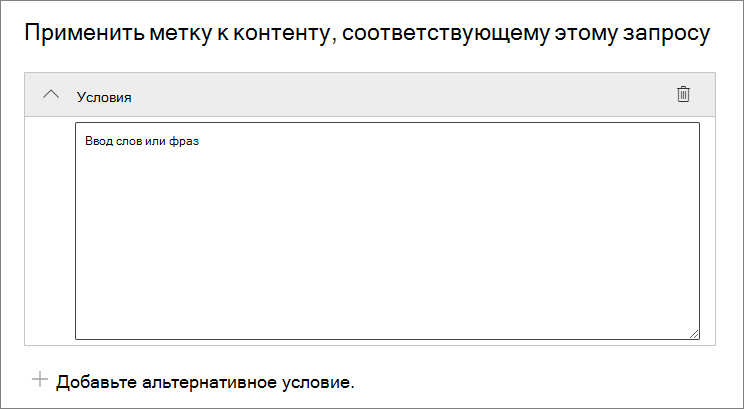 Применить метку к контенту, соответствующему этому запросу
Условия
Ввод слов или фраз
Добавьте альтернативное условие.